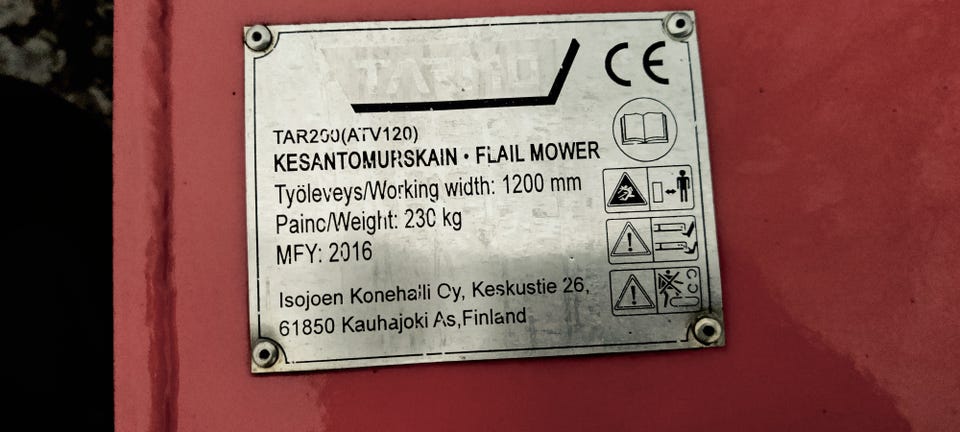 CE
TAR200(ATV120)
KESANTOMURSKAIN • FLAIL MOWER
Työleveys/Working width: 1200 mm
Painc/Weight: 230 kg
MFY: 2016
Isojoen Konehalli Oy, Keskustie 26,
61850 Kauhajoki As,Finland